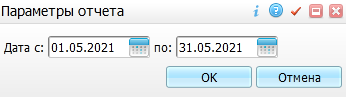 Параметры отчета
Дата с: 01.05.2021 по: 31.05.2021
ОК Отмена